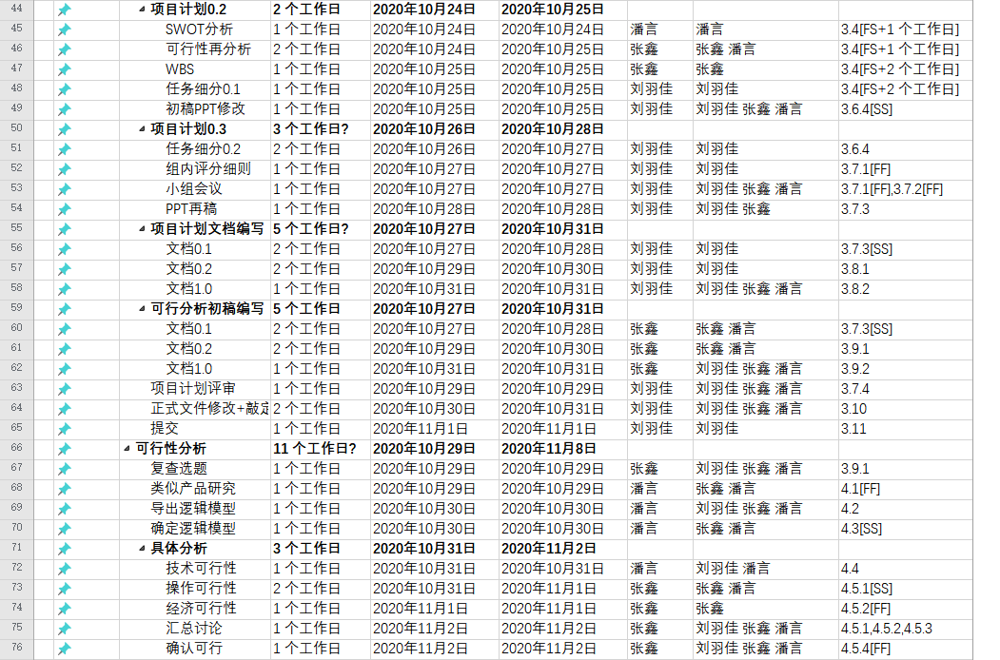 44 项目计划0.2 2 个工作日 2020年10月24日 2020年10月25日
45 SWOT分析 1 个工作日 2020年10月24日 2020年10月24日 潘言 潘言 3.4[FS+1 个工作日]
46 可行性再分析 2 个工作日 2020年10月24日 2020年10月25日 张鑫 张鑫 潘言 3.4[FS+1 个工作日]
47 WBS 1 个工作日 2020年10月25日 2020年10月25日 张鑫 张鑫 3.4[FS+2 个工作日]
48 任务细分0.1 1 个工作日 2020年10月25日 2020年10月25日 刘羽佳 刘羽佳 3.4[FS+2 个工作日]
49 初稿PPT修改 1 个工作日 2020年10月25日 2020年10月25日 刘羽佳 刘羽佳 张鑫 潘言 3.6.4[SS]
50 项目计划0.3 3 个工作日? 2020年10月26日 2020年10月28日
51 任务细分0.2 2 个工作日 2020年10月26日 2020年10月27日 刘羽佳 刘羽佳 3.6.4
52 组内评分细则 1 个工作日 2020年10月27日 2020年10月27日 刘羽佳 刘羽佳 3.7.1[FF]
53 小组会议 1 个工作日 2020年10月27日 2020年10月27日 刘羽佳 刘羽佳 张鑫 潘言 3.7.1[FF],3.7.2[FF]
54 PPT再稿 1 个工作日 2020年10月28日 2020年10月28日 刘羽佳 刘羽佳 张鑫 3.7.3
55 项目计划文档编写 5 个工作日? 2020年10月27日 2020年10月31日
56 文档0.1 2 个工作日 2020年10月27日 2020年10月28日 刘羽佳 刘羽佳 3.7.3[SS]
57 文档0.2 2 个工作日 2020年10月29日 2020年10月30日 刘羽佳 刘羽佳 3.8.1
58 文档1.0 1 个工作日 2020年10月31日 2020年10月31日 刘羽佳 刘羽佳 张鑫 潘言 3.8.2
59 可行分析初稿编写 5 个工作日 2020年10月27日 2020年10月31日
60 文档0.1 2 个工作日 2020年10月27日 2020年10月28日 张鑫 张鑫 潘言 3.7.3[SS]
61 文档0.2 2 个工作日 2020年10月29日 2020年10月30日 张鑫 张鑫 潘言 3.9.1
62 文档1.0 1 个工作日 2020年10月31日 2020年10月31日 张鑫 刘羽佳 张鑫 潘言 3.9.2
63 项目计划评审 1 个工作日 2020年10月29日 2020年10月29日 刘羽佳 刘羽佳 张鑫 潘言 3.7.4
64 正式文件修改+敲定 2 个工作日 2020年10月30日 2020年10月31日 刘羽佳 刘羽佳 张鑫 潘言 3.10
65 提交 1 个工作日 2020年11月1日 2020年11月1日 刘羽佳 刘羽佳 3.11
66 可行性分析 11 个工作日? 2020年10月29日 2020年11月8日
67 复查选题 1 个工作日 2020年10月29日 2020年10月29日 张鑫 刘羽佳 张鑫 潘言 3.9.1
68 类似产品研究 1 个工作日 2020年10月29日 2020年10月29日 潘言 张鑫 潘言 4.1[FF]
69 导出逻辑模型 1 个工作日 2020年10月30日 2020年10月30日 潘言 刘羽佳 张鑫 潘言 4.2
70 确定逻辑模型 1 个工作日 2020年10月30日 2020年10月30日 潘言 张鑫 潘言 4.3[SS]
71 具体分析 3 个工作日 2020年10月31日 2020年11月2日
72 技术可行性 1 个工作日 2020年10月31日 2020年10月31日 潘言 刘羽佳 潘言 4.4
73 操作可行性 2 个工作日 2020年10月31日 2020年11月1日 张鑫 张鑫 潘言 4.5.1[SS]
74 经济可行性 1 个工作日 2020年11月1日 2020年11月1日 张鑫 张鑫 4.5.2[FF]
75 汇总讨论 1 个工作日 2020年11月2日 2020年11月2日 张鑫 刘羽佳 张鑫 潘言 4.5.1,4.5.2,4.5.3
76 确认可行 1 个工作日 2020年11月2日 2020年11月2日 张鑫 刘羽佳 张鑫 潘言 4.5.4[FF]